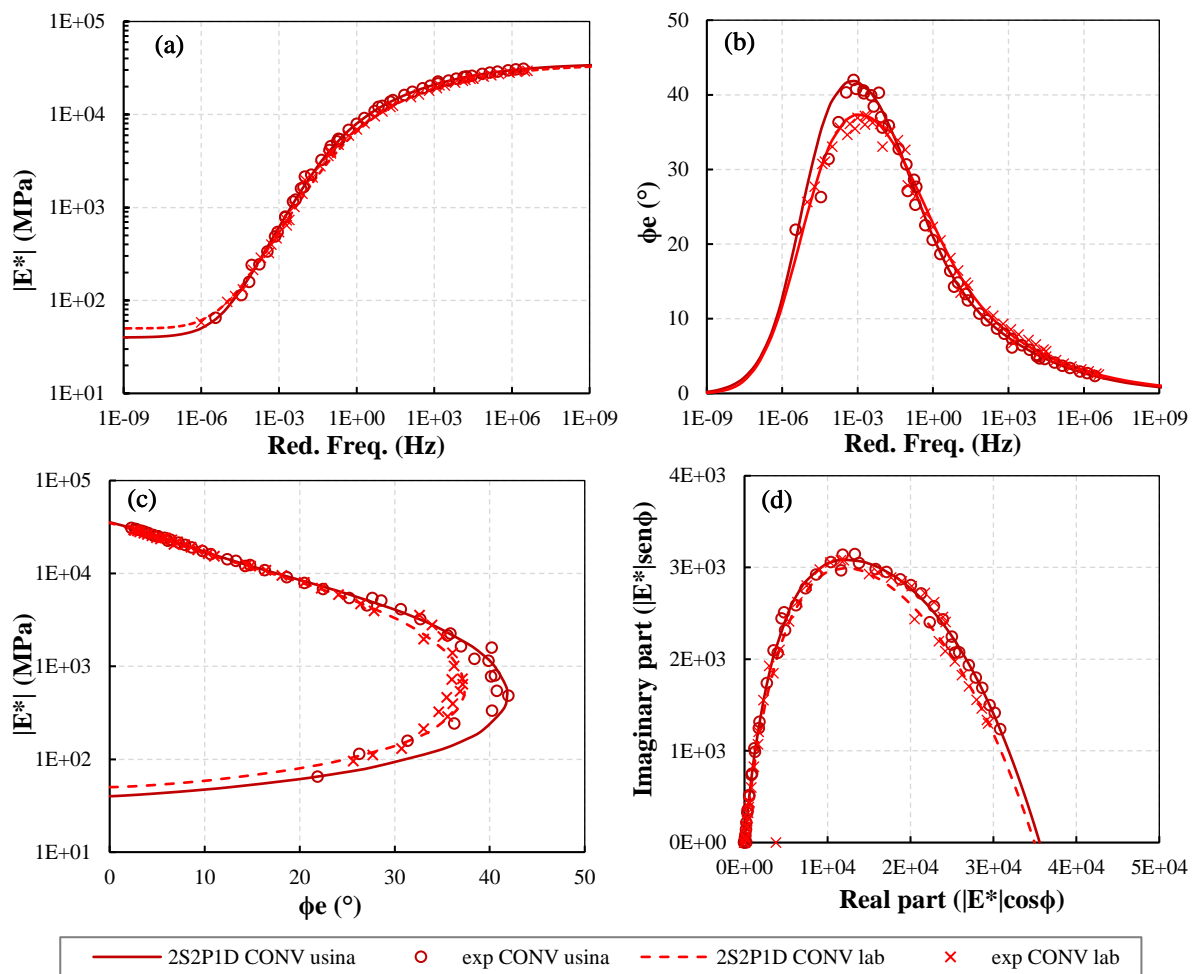 (a)
|E*| (MPa)
1E+05
1E+04
1E+03
1E+02
1E+01
1E-09 1E-06 1E-03 1E+00 1E+03 1E+06 1E+09
Red. Freq. (Hz)
(b)
ϕe (°)
50
40
30
20
10
0
1E-09 1E-06 1E-03 1E+00 1E+03 1E+06 1E+09
Red. Freq. (Hz)
(c)
|E*| (MPa)
1E+05
1E+04
1E+03
1E+02
1E+01
0 10 20 30 40 50
ϕe (°)
(d)
Imaginary part (|E*|senϕ)
4E+03
3E+03
2E+03
1E+03
0E+00
0E+00 1E+04 2E+04 3E+04 4E+04 5E+04
Real part (|E*|cosϕ)
2S2P1D CONV usina exp CONV usina 2S2P1D CONV lab exp CONV lab